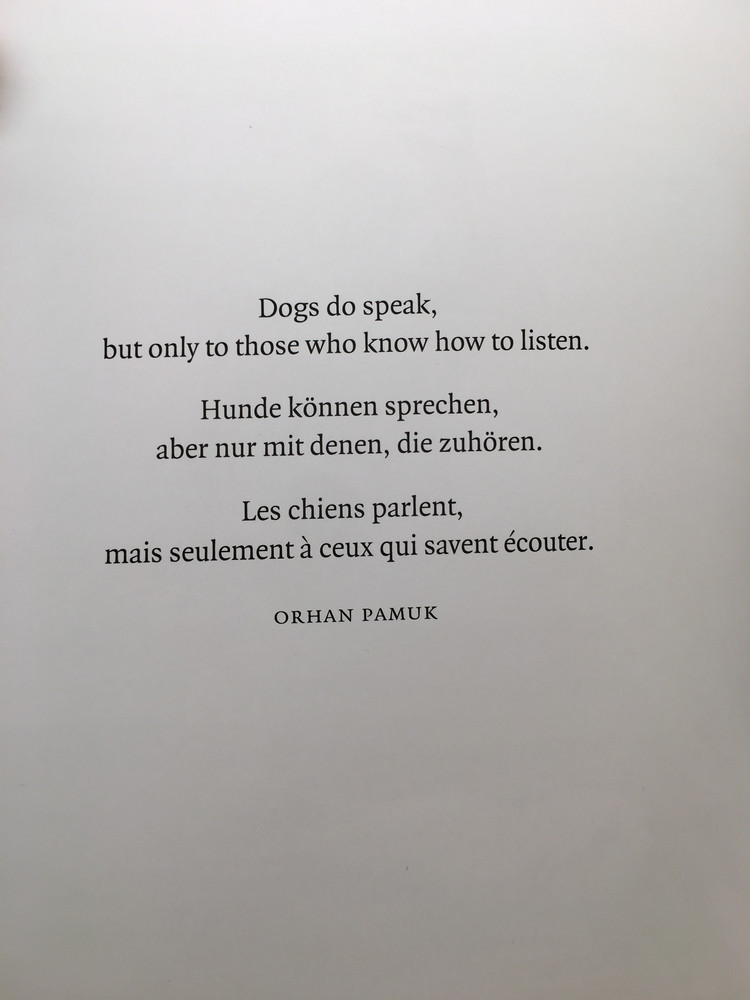 Dogs do speak,
but only to those who know how to listen.
Hunde können sprechen,
aber nur mit denen, die zuhören.
Les chiens parlent,
mais seulement à ceux qui savent écouter.
ORHAN PAMUK